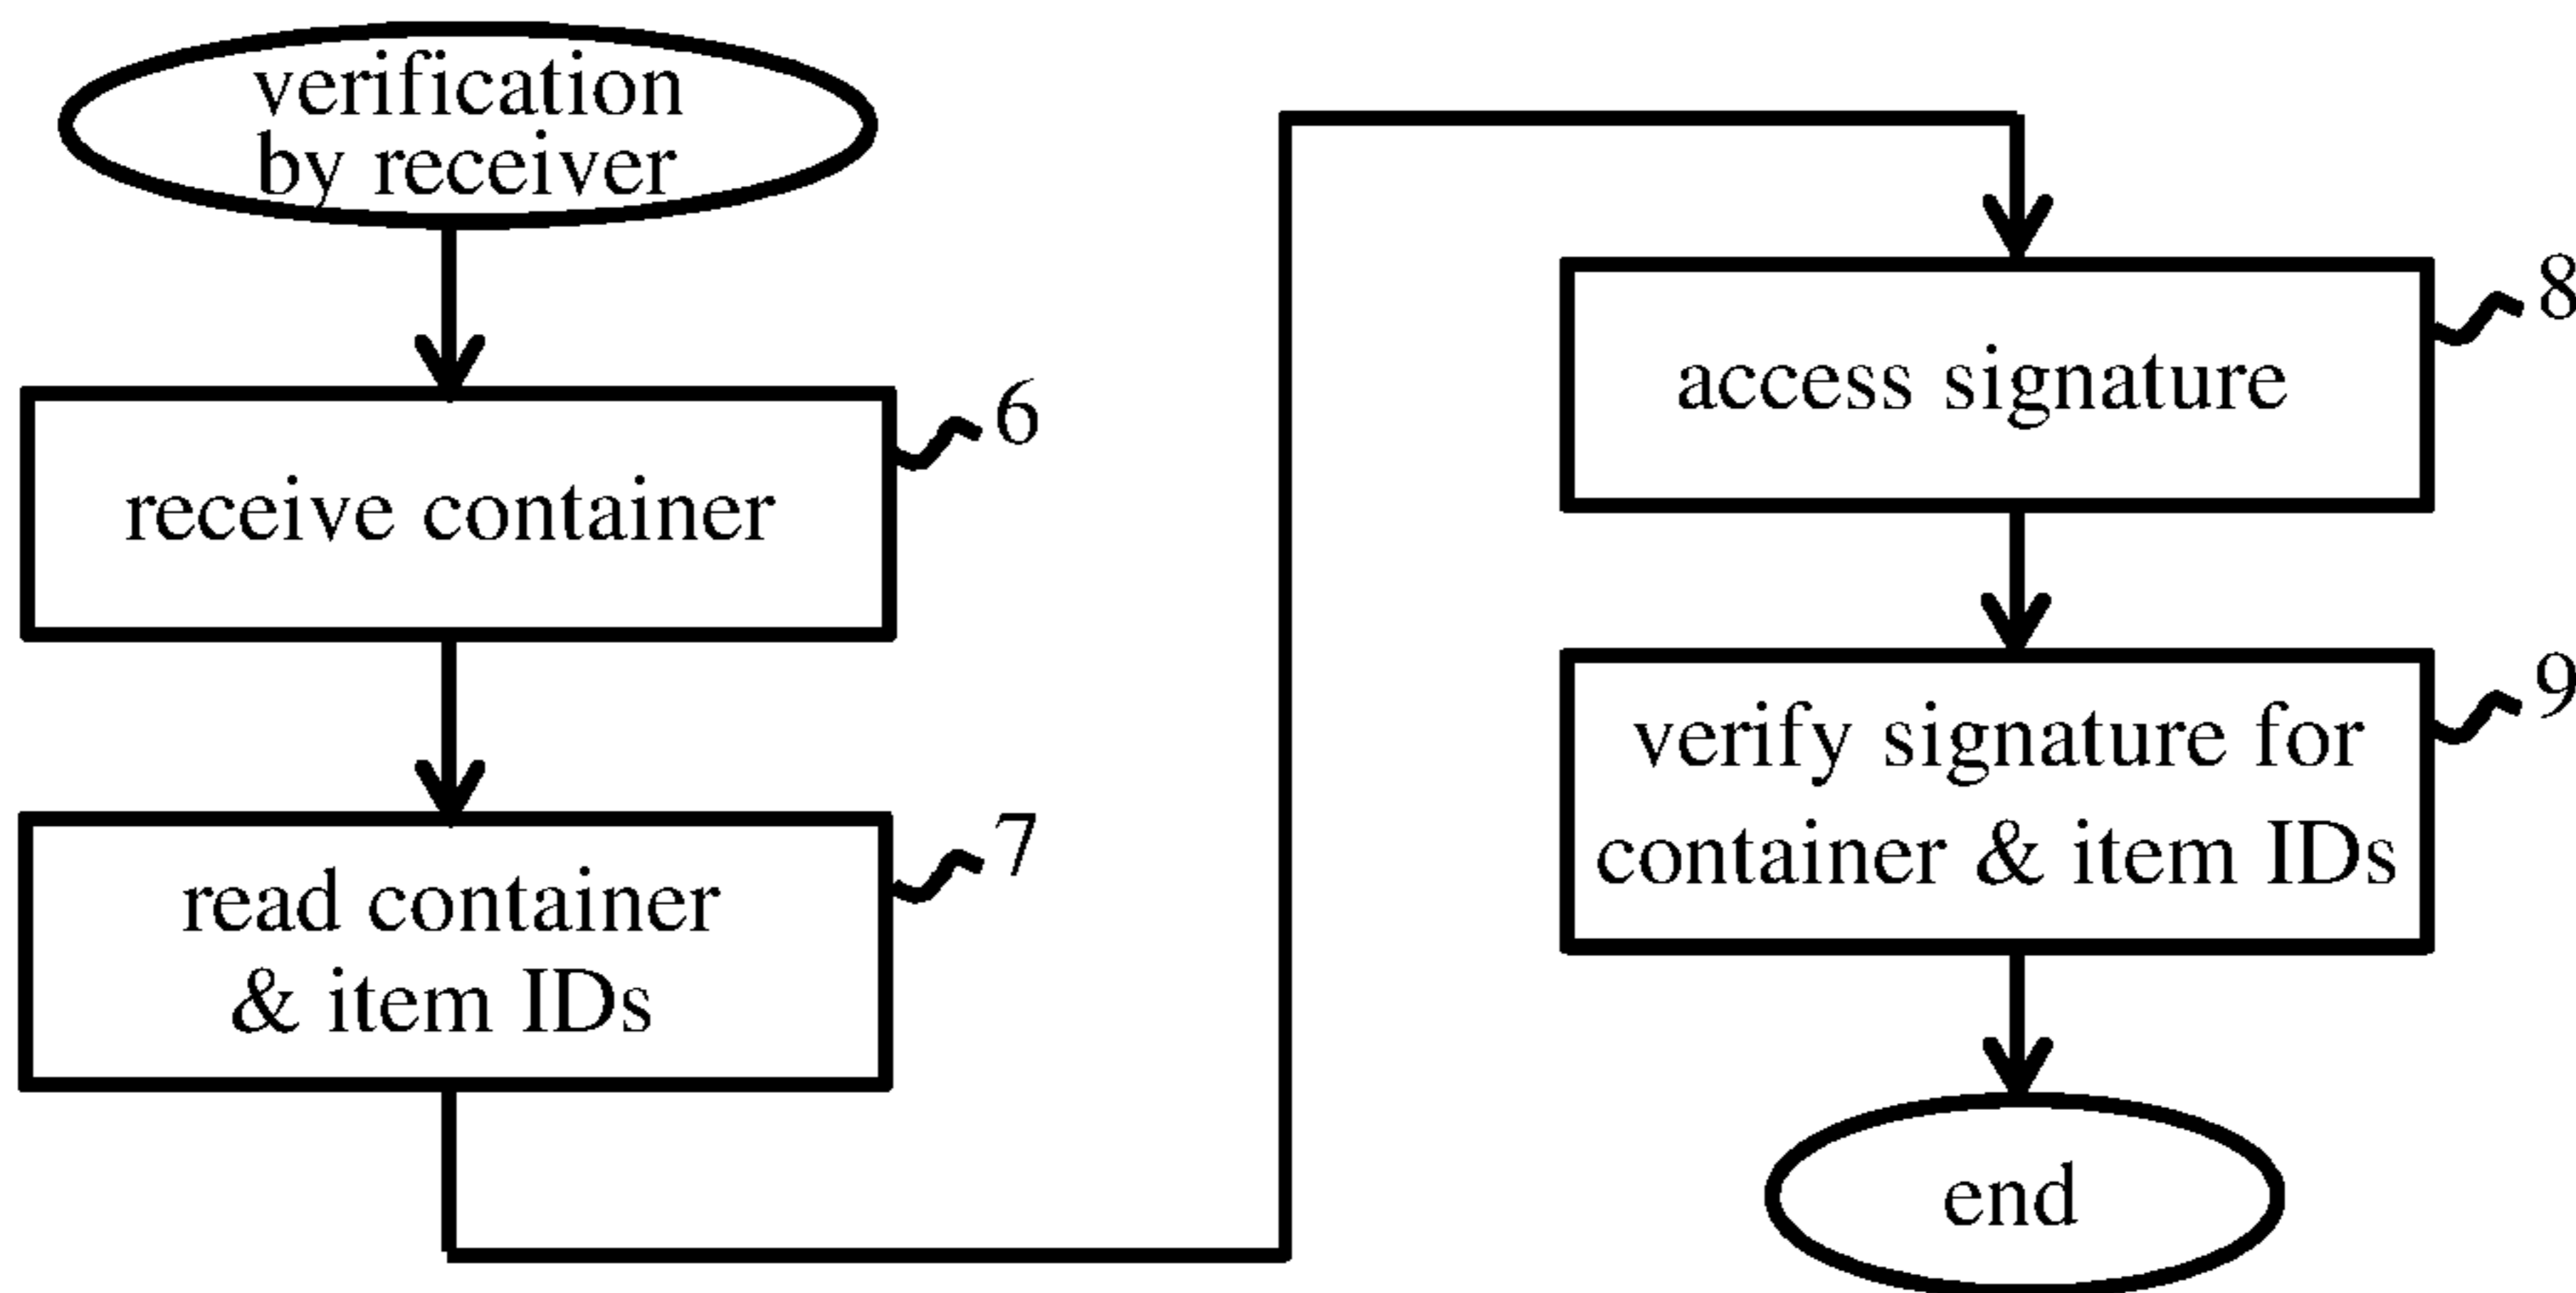 verification
by receiver
receive container
6
read container
& item IDs
7
access signature
8
verify signature for
container & item IDs
9
end